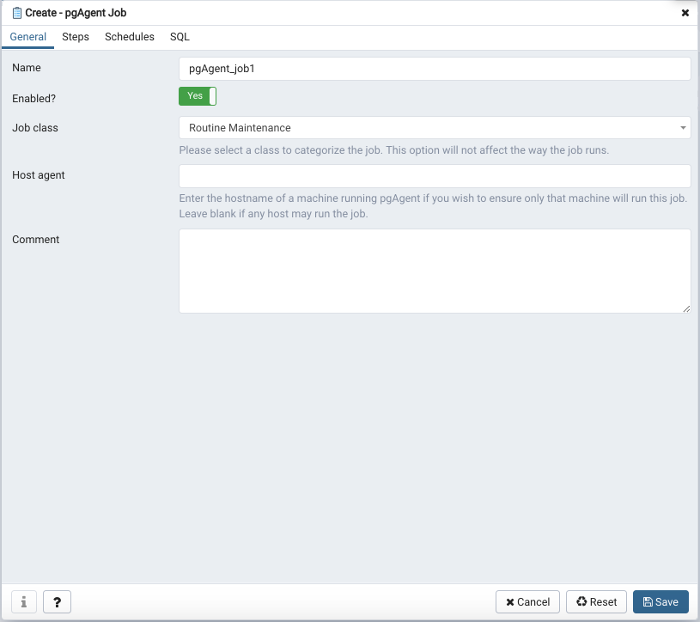 Create - pgAgent Job
General Steps Schedules SQL
Name pgAgent_job1
Enabled? Yes
Job class Routine Maintenance
Please select a class to categorize the job. This option will not affect the way the job runs.
Host agent
Enter the hostname of a machine running pgAgent if you wish to ensure only that machine will run this job.
Leave blank if any host may run the job.
Comment
i ? Cancel Reset Save